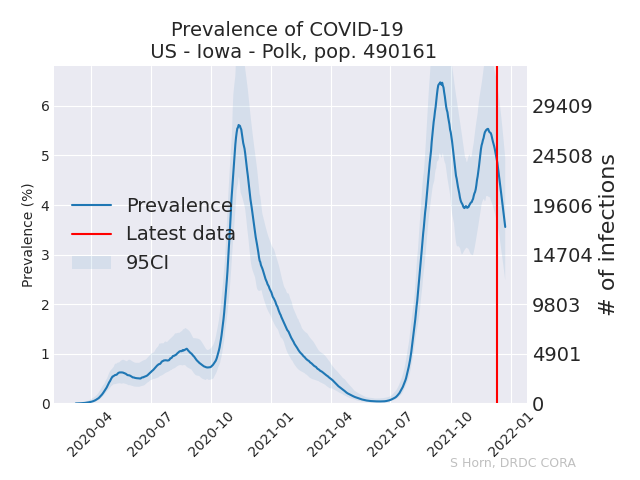 Prevalence of COVID-19
US - Iowa - Polk, pop. 490161
Prevalence (%)
6
5
4
3
2
1
0
Prevalence
Latest data
95CI
29409
24508
19606
14704
9803
4901
0
# of infections
2020-04
2020-07
2020-10
2021-01
2021-04
2021-07
2021-10
2022-01
S Horn, DRDC CORA